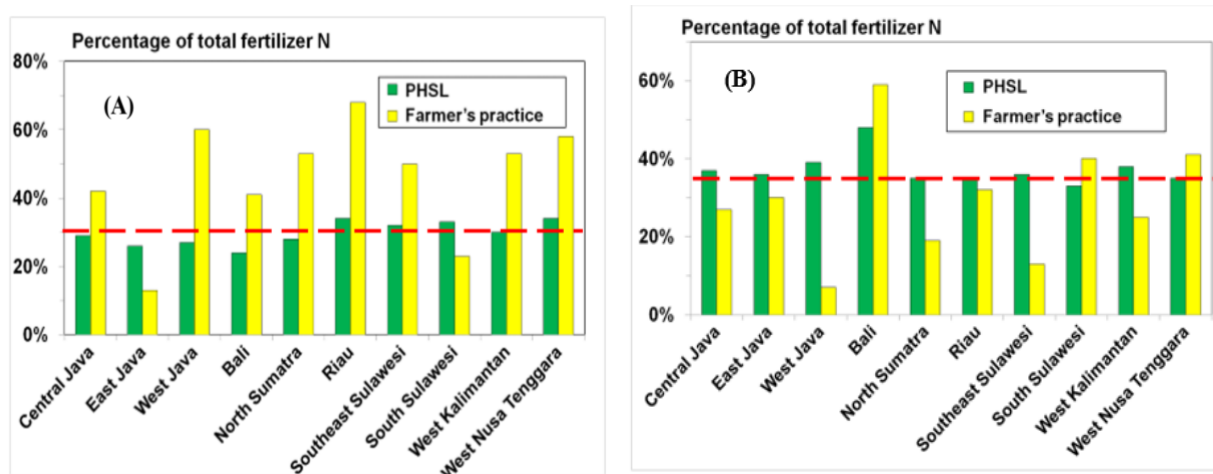 Percentage of total fertilizer N
80%
60%
40%
20%
0%
(A)
PHSL
Farmer's practice
Central Java
East Java
West Java
Bali
North Sumatra
Riau
Southeast Sulawesi
South Sulawesi
West Kalimantan
West Nusa Tenggara
Percentage of total fertilizer N
60%
40%
20%
0%
(B)
PHSL
Farmer's practice
Central Java
East Java
West Java
Bali
North Sumatra
Riau
Southeast Sulawesi
South Sulawesi
West Kalimantan
West Nusa Tenggara